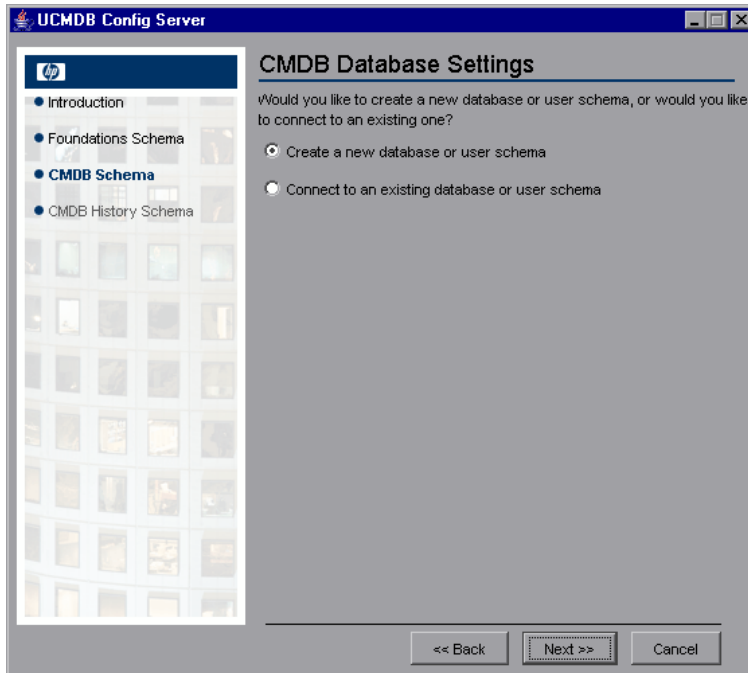 UCMDB Config Server
hp
Introduction
Foundations Schema
CMDB Schema
CMDB History Schema
CMDB Database Settings
Would you like to create a new database or user schema, or would you like
to connect to an existing one?
Create a new database or user schema
Connect to an existing database or user schema
<< Back
Next >>
Cancel